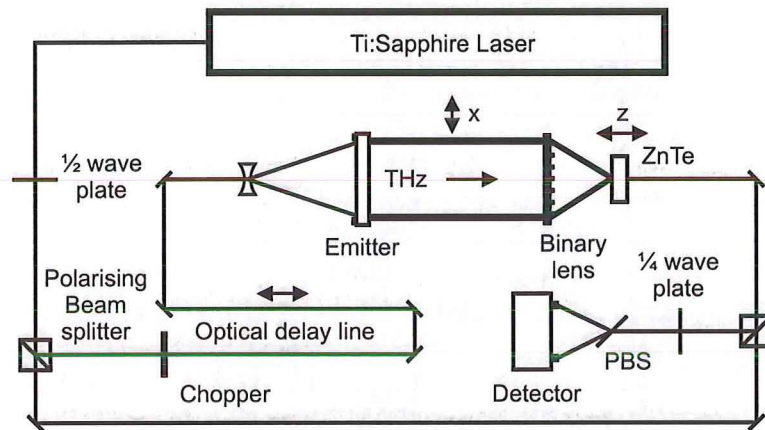 Ti:Sapphire Laser
x
z
ZnTe
½ wave
plate
THz
Emitter
Binary
lens
¼ wave
plate
Polarising
Beam
splitter
Optical delay line
Chopper
Detector
PBS